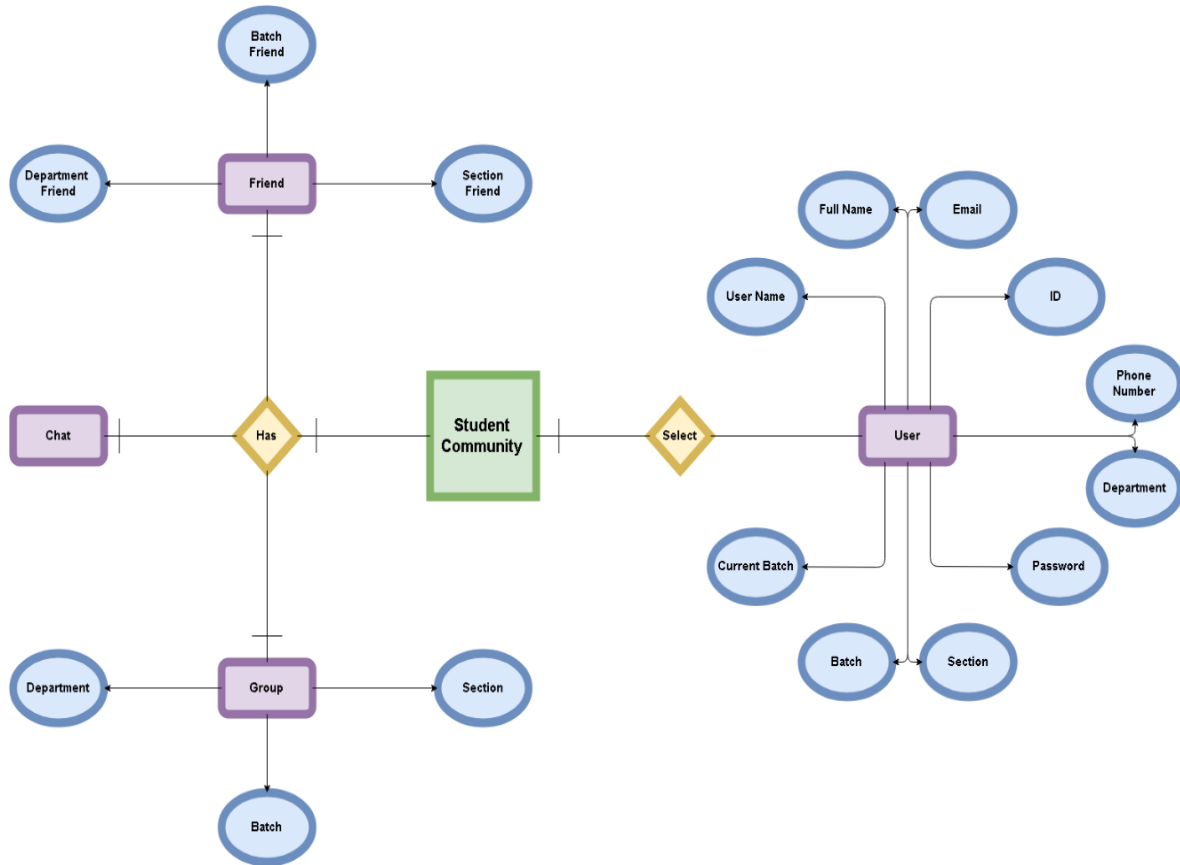 Batch
Friend
Department
Friend
Friend
Section
Friend
Full Name
Email
User Name
ID
Phone
Number
Chat
Has
Student
Community
Select
User
Department
Current Batch
Password
Batch
Section
Department
Group
Section
Batch